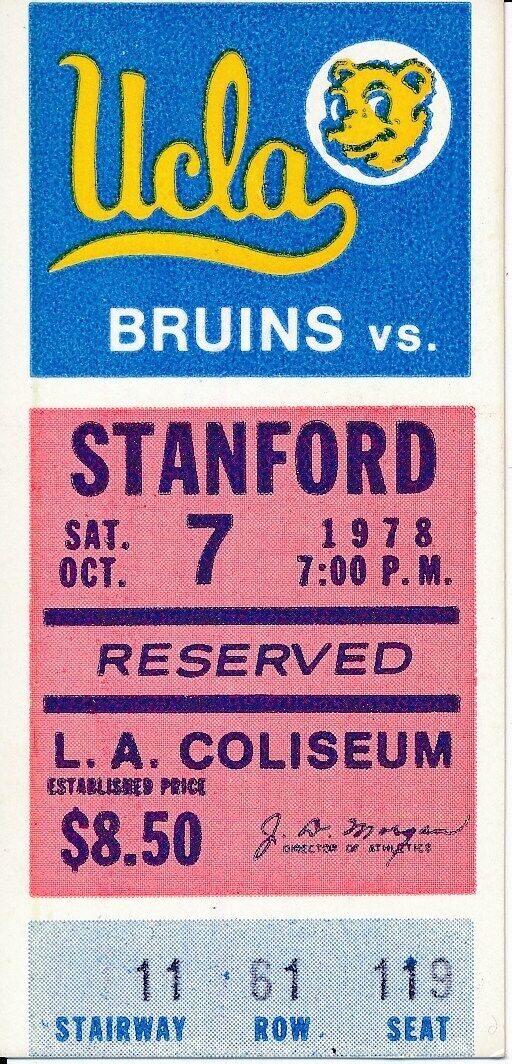 Ucla
BRUINS vs.
STANFORD
SAT. OCT. 7 1978
7:00 P.M.
RESERVED
L. A. COLISEUM
ESTABLISHED PRICE
$8.50
J. D. Morgan
DIRECTOR OF ATHLETICS
11 61 119
STAIRWAY ROW SEAT